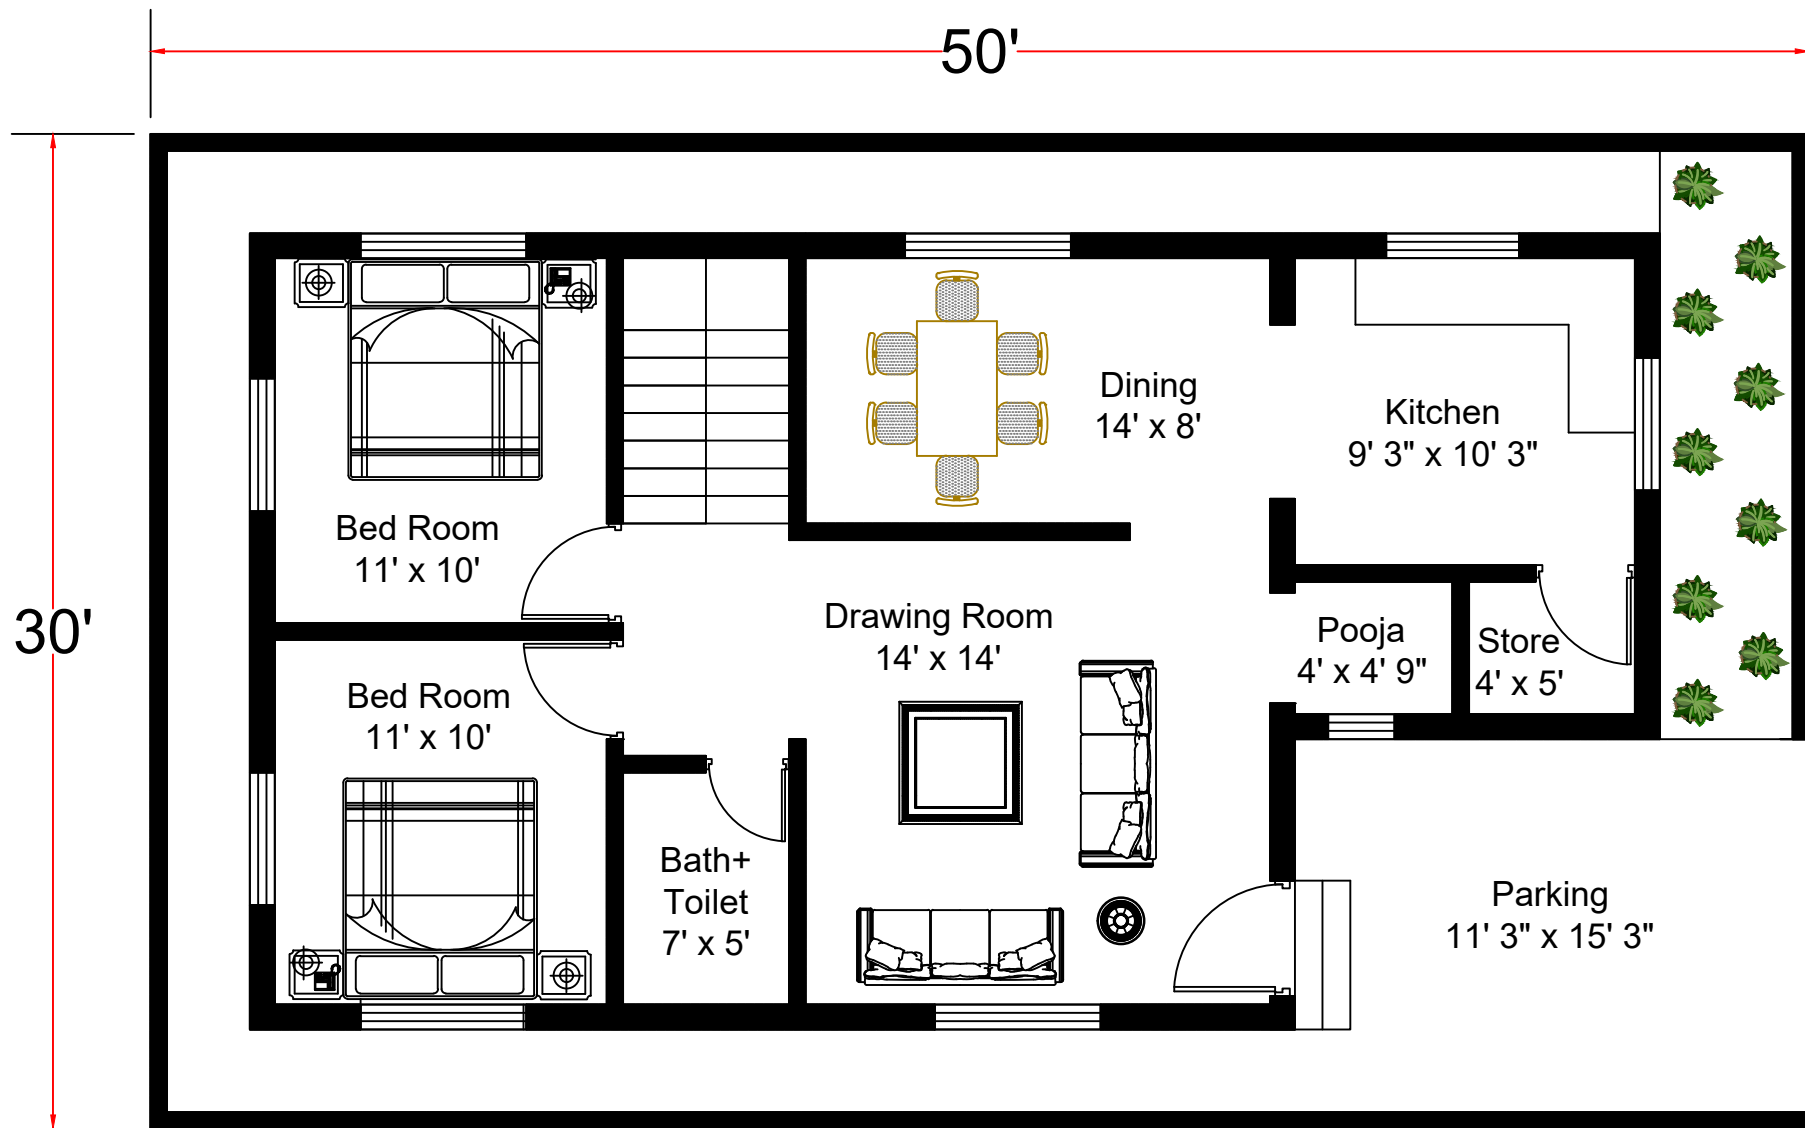 50'
30'
Dining
14' x 8'
Kitchen
9' 3" x 10' 3"
Bed Room
11' x 10'
Drawing Room
14' x 14'
Pooja
4' x 4' 9"
Store
4' x 5'
Bed Room
11' x 10'
Bath+
Toilet
7' x 5'
Parking
11' 3" x 15' 3"